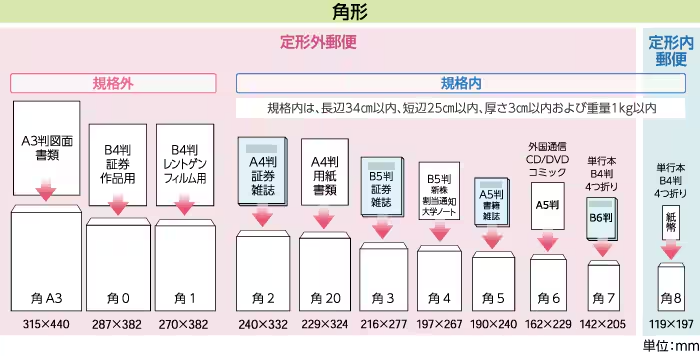 角形
定形外郵便
定形内
郵便
規格外
規格内
規格内は、長辺34㎝以内、短辺25㎝以内、厚さ3㎝以内および重量1kg以内
A3判図面
書類
B4判
証券
作品用
B4判
レントゲン
フィルム用
A4判
証券
雑誌
A4判
用紙
書類
B5判
証券
雑誌
B5判
新株
割当通知
大学ノート
A5判
書籍
雑誌
外国通信
CD/DVD
コミック
A5判
単行本
B4判
4つ折り
B6判
単行本
B4判
4つ折り
紙幣
角A3
角0
角1
角2
角20
角3
角4
角5
角6
角7
角8
315×440
287×382
270×382
240×332
229×324
216×277
197×267
190×240
162×229
142×205
119×197
単位：mm